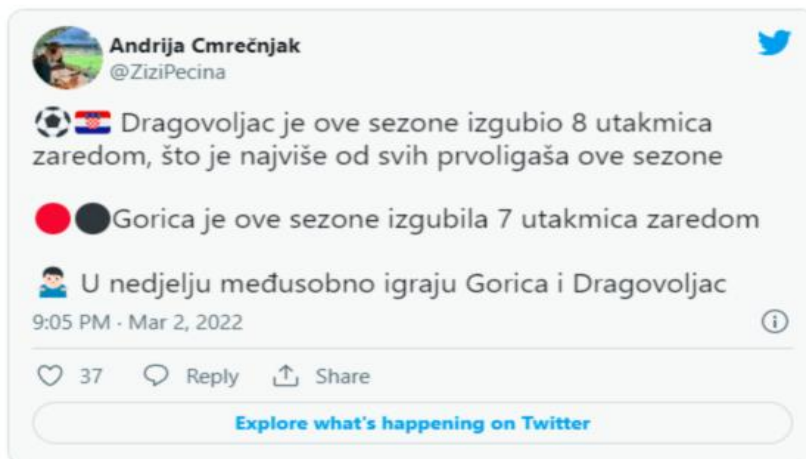 Andrija Cmrečnjak
@ZiziPecina
⚽🇭🇷 Dragovoljac je ove sezone izgubio 8 utakmica
zaredom, što je najviše od svih prvoligaša ove sezone
🔴⚫Gorica je ove sezone izgubila 7 utakmica zaredom
🤷🏻‍♂️ U nedjelju međusobno igraju Gorica i Dragovoljac
9:05 PM · Mar 2, 2022
37 Reply Share
Explore what's happening on Twitter